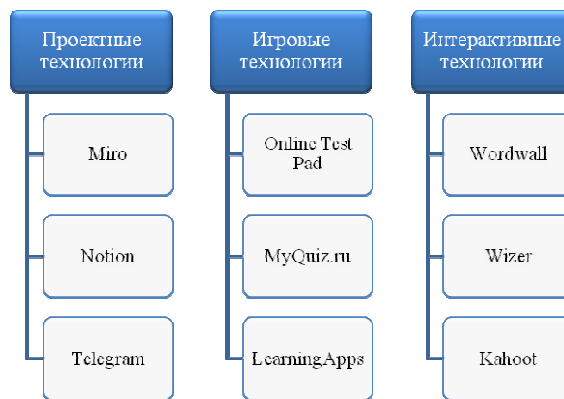 Проектные
технологии
Miro
Notion
Telegram
Игровые
технологии
Online Test
Pad
MyQuiz.ru
LearningApps
Интерактивные
технологии
Wordwall
Wizer
Kahoot